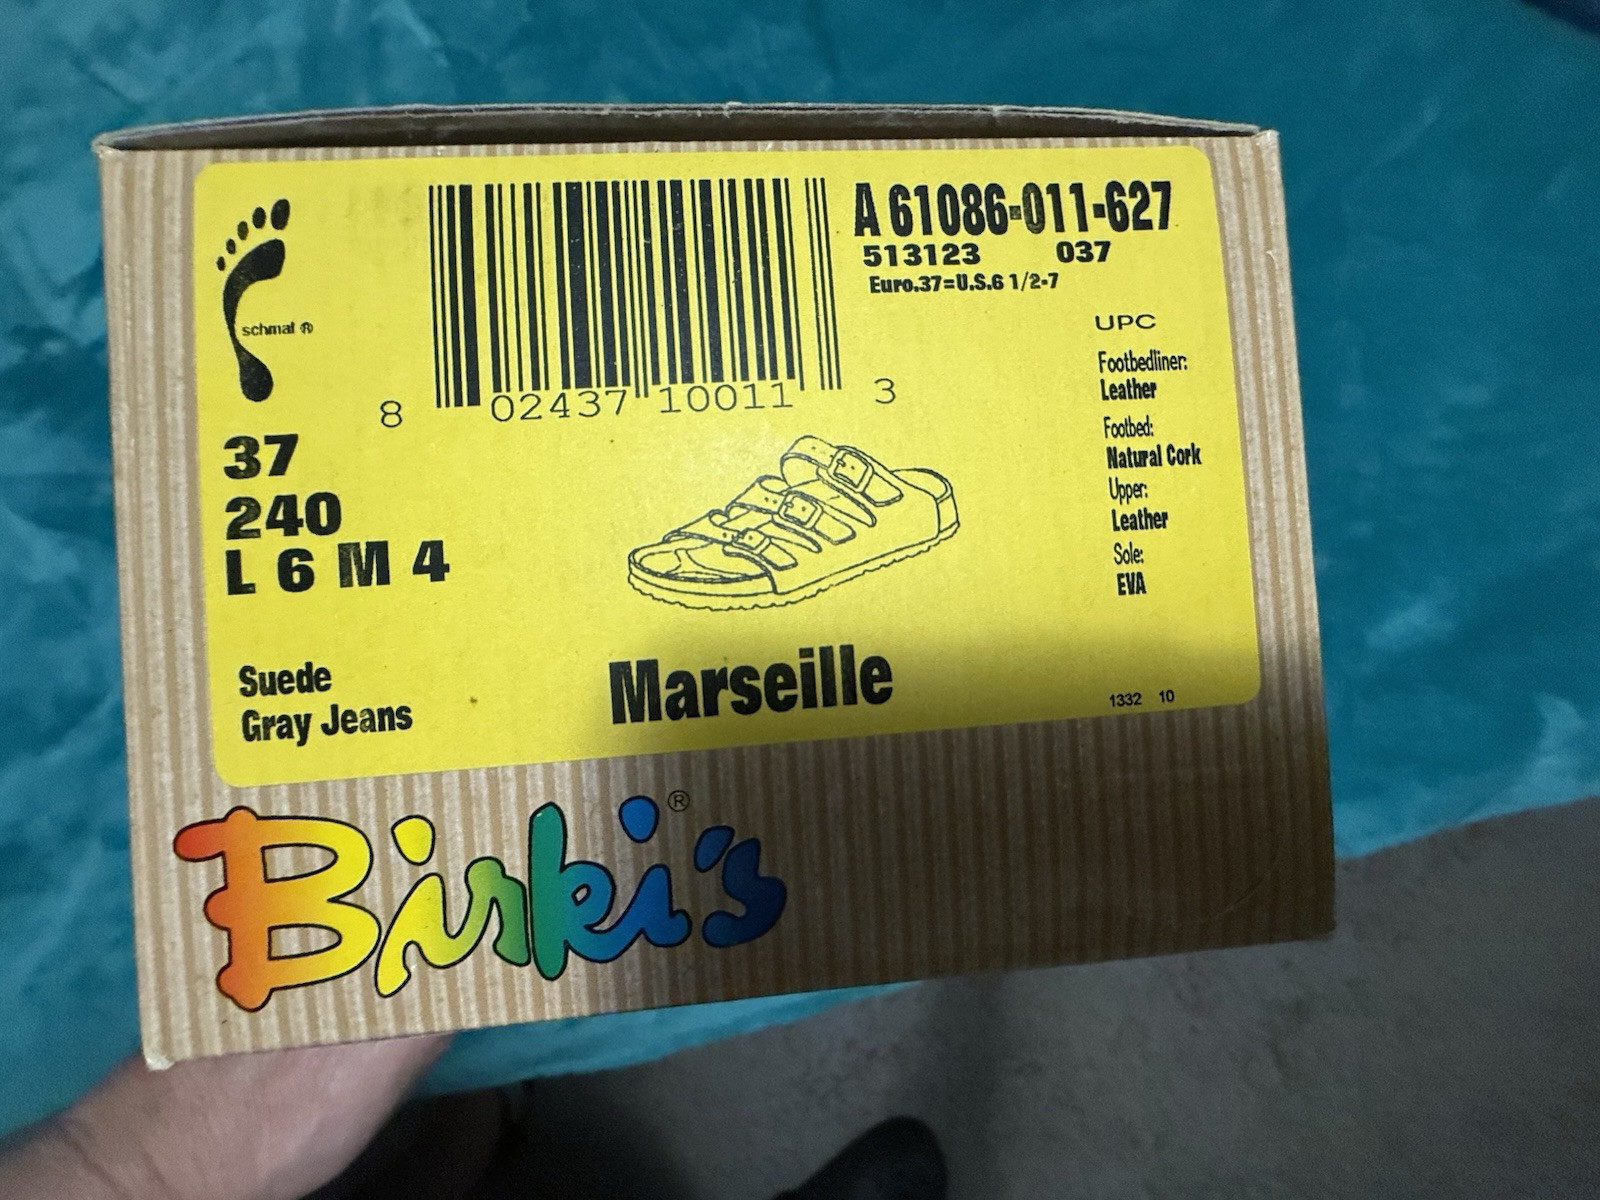 A 61086-011-627
513123 037
Euro.37=U.S.6 1/2-7
schmal ®
UPC
8 02437 10011 3
Footbedliner:
Leather
Footbed:
Natural Cork
Upper:
Leather
Sole:
EVA
37
240
L 6 M 4
Suede
Gray Jeans
Marseille
1332 10
Birki's®